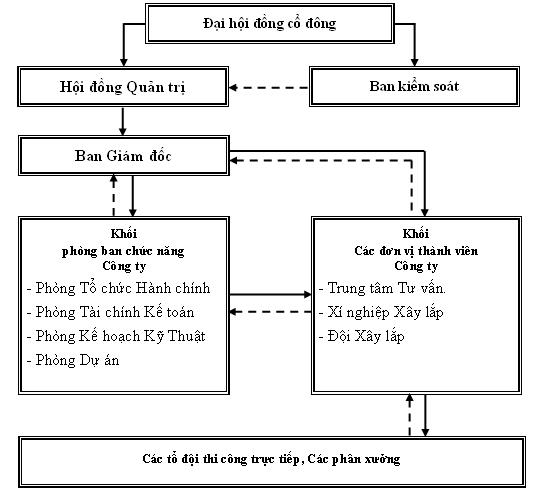 Đại hội đồng cổ đông
Hội đồng Quản trị
Ban kiểm soát
Ban Giám đốc
Khối
phòng ban chức năng
Công ty
- Phòng Tổ chức Hành chính
- Phòng Tài chính Kế toán
- Phòng Kế hoạch Kỹ Thuật
- Phòng Dự án
Khối
Các đơn vị thành viên
Công ty
- Trung tâm Tư vấn.
- Xí nghiệp Xây lắp
- Đội Xây lắp
Các tổ đội thi công trực tiếp, Các phân xưởng